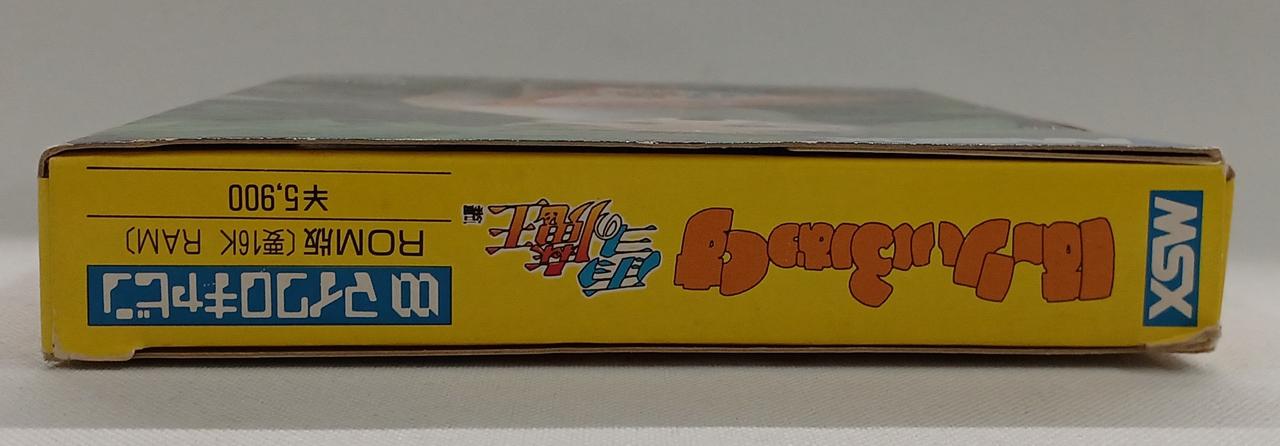 MSX
は〜りぃふぉっくす
雪の魔王
編
マイクロキャビン
ROM版(要16K RAM)
¥5,900